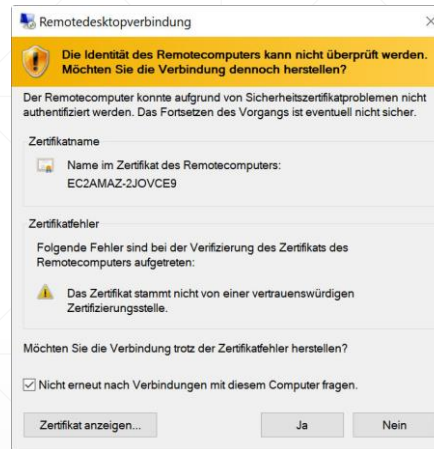 Remotedesktopverbindung
Die Identität des Remotecomputers kann nicht überprüft werden.
Möchten Sie die Verbindung dennoch herstellen?
Der Remotecomputer konnte aufgrund von Sicherheitszertifikatproblemen nicht
authentifiziert werden. Das Fortsetzen des Vorgangs ist eventuell nicht sicher.
Zertifikatname
Name im Zertifikat des Remotecomputers:
EC2AMAZ-2JOVCE9
Zertifikatfehler
Folgende Fehler sind bei der Verifizierung des Zertifikats des
Remotecomputers aufgetreten:
Das Zertifikat stammt nicht von einer vertrauenswürdigen
Zertifizierungsstelle.
Möchten Sie die Verbindung trotz der Zertifikatfehler herstellen?
Nicht erneut nach Verbindungen mit diesem Computer fragen.
Zertifikat anzeigen...
Ja
Nein